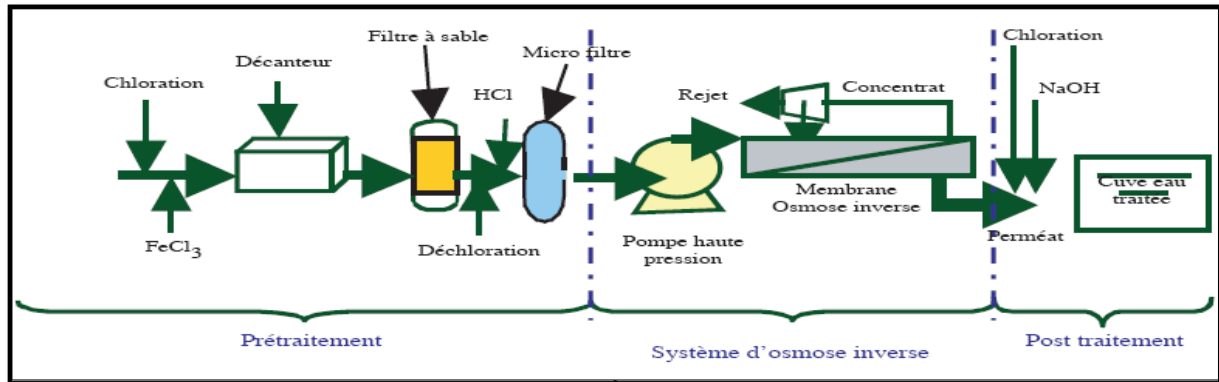 Chloration
Décanteur
Filtre à sable
HCl
Micro filtre
FeCl3
Déchloration
Rejet
Concentrat
Membrane
Osmose inverse
Pompe haute
pression
Chloration
NaOH
Perméat
Cuve eau
traitée
Prétraitement
Système d'osmose inverse
Post traitement